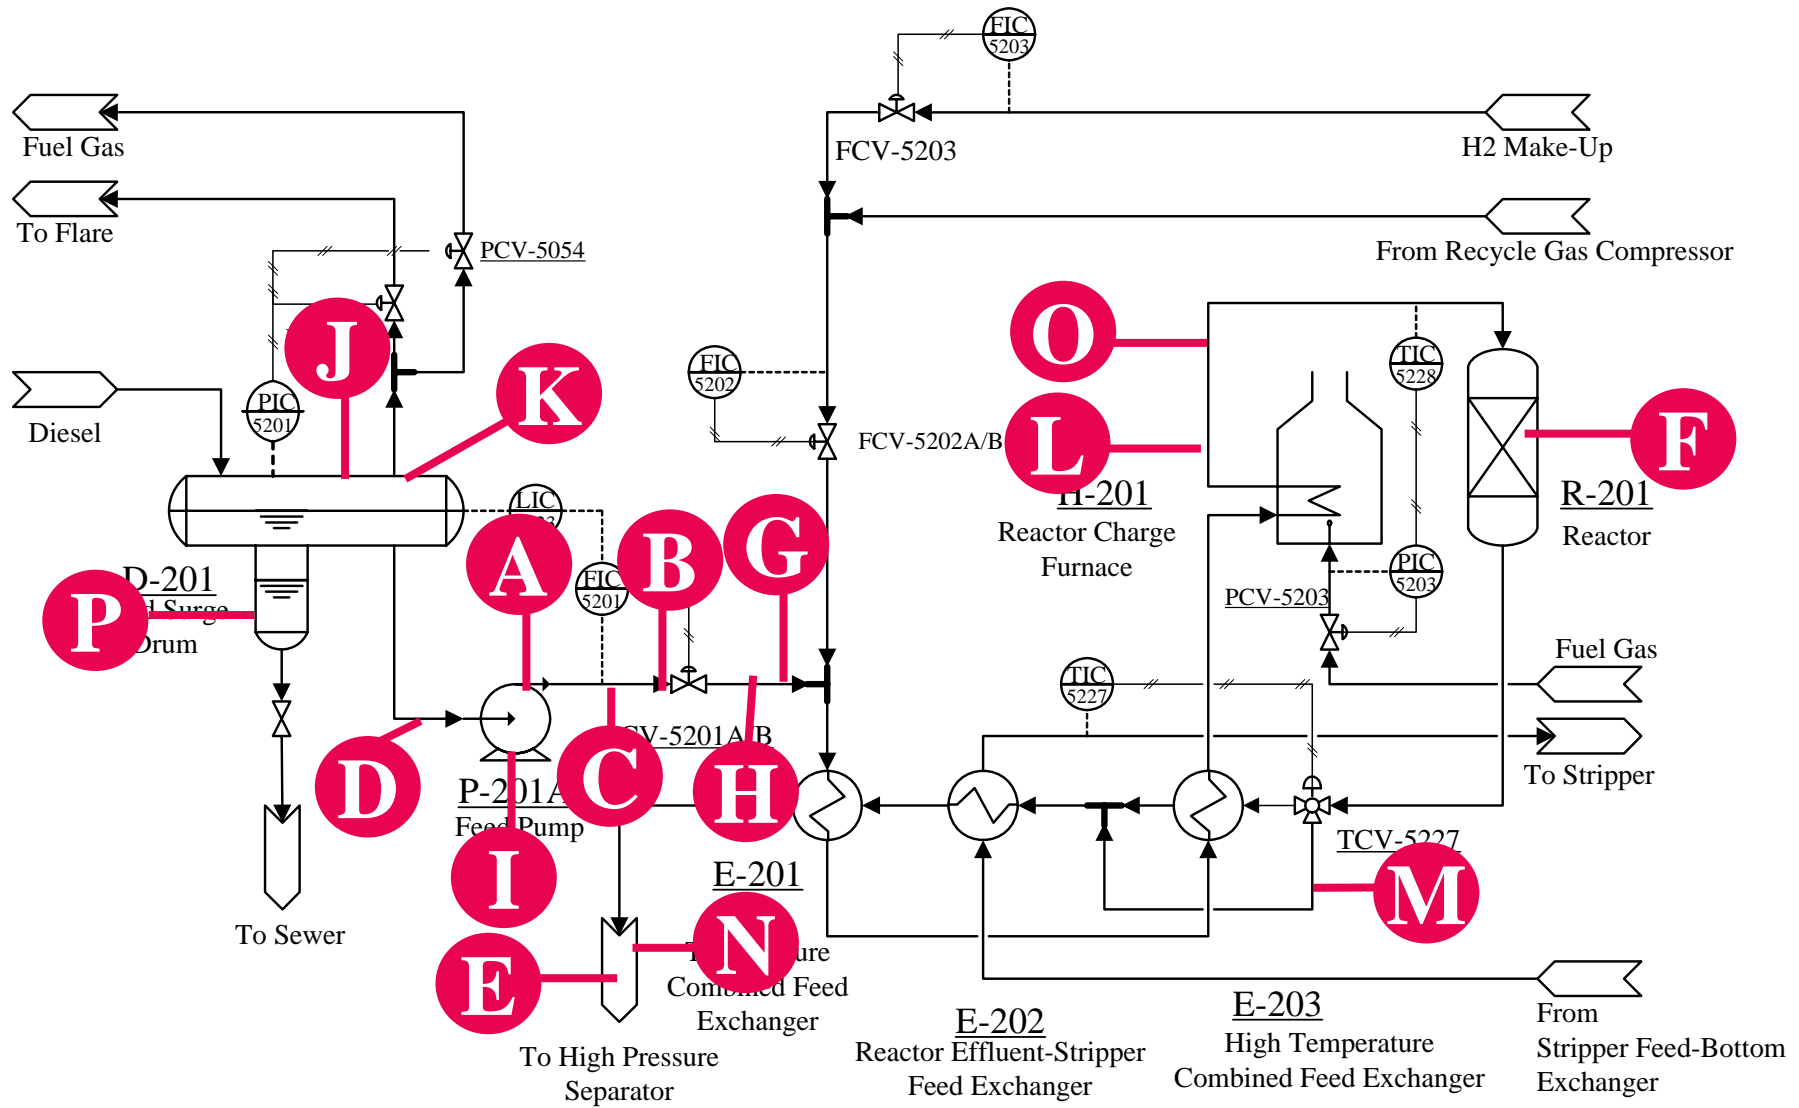 FIC
5203
Fuel Gas
FCV-5203
H2 Make-Up
To Flare
PCV-5054
From Recycle Gas Compressor
J
O
FIC
5202
TIC
5228
K
PIC
5201
Diesel
FCV-5202A/B
L
F
H-201
R-201
Reactor Charge
Furnace
Reactor
LIC
A
B
G
FIC
5201
PIC
5203
D-201
PCV-5203
P
Surge
Drum
Fuel Gas
TIC
5227
CV-5201A/B
D
C
H
To Stripper
P-201A
Feed Pump
TCV-5227
I
E-201
M
To Sewer
N
E
Combined Feed
Exchanger
E-202
E-203
From
Stripper Feed-Bottom
Exchanger
To High Pressure
Separator
Reactor Effluent-Stripper
Feed Exchanger
High Temperature
Combined Feed Exchanger